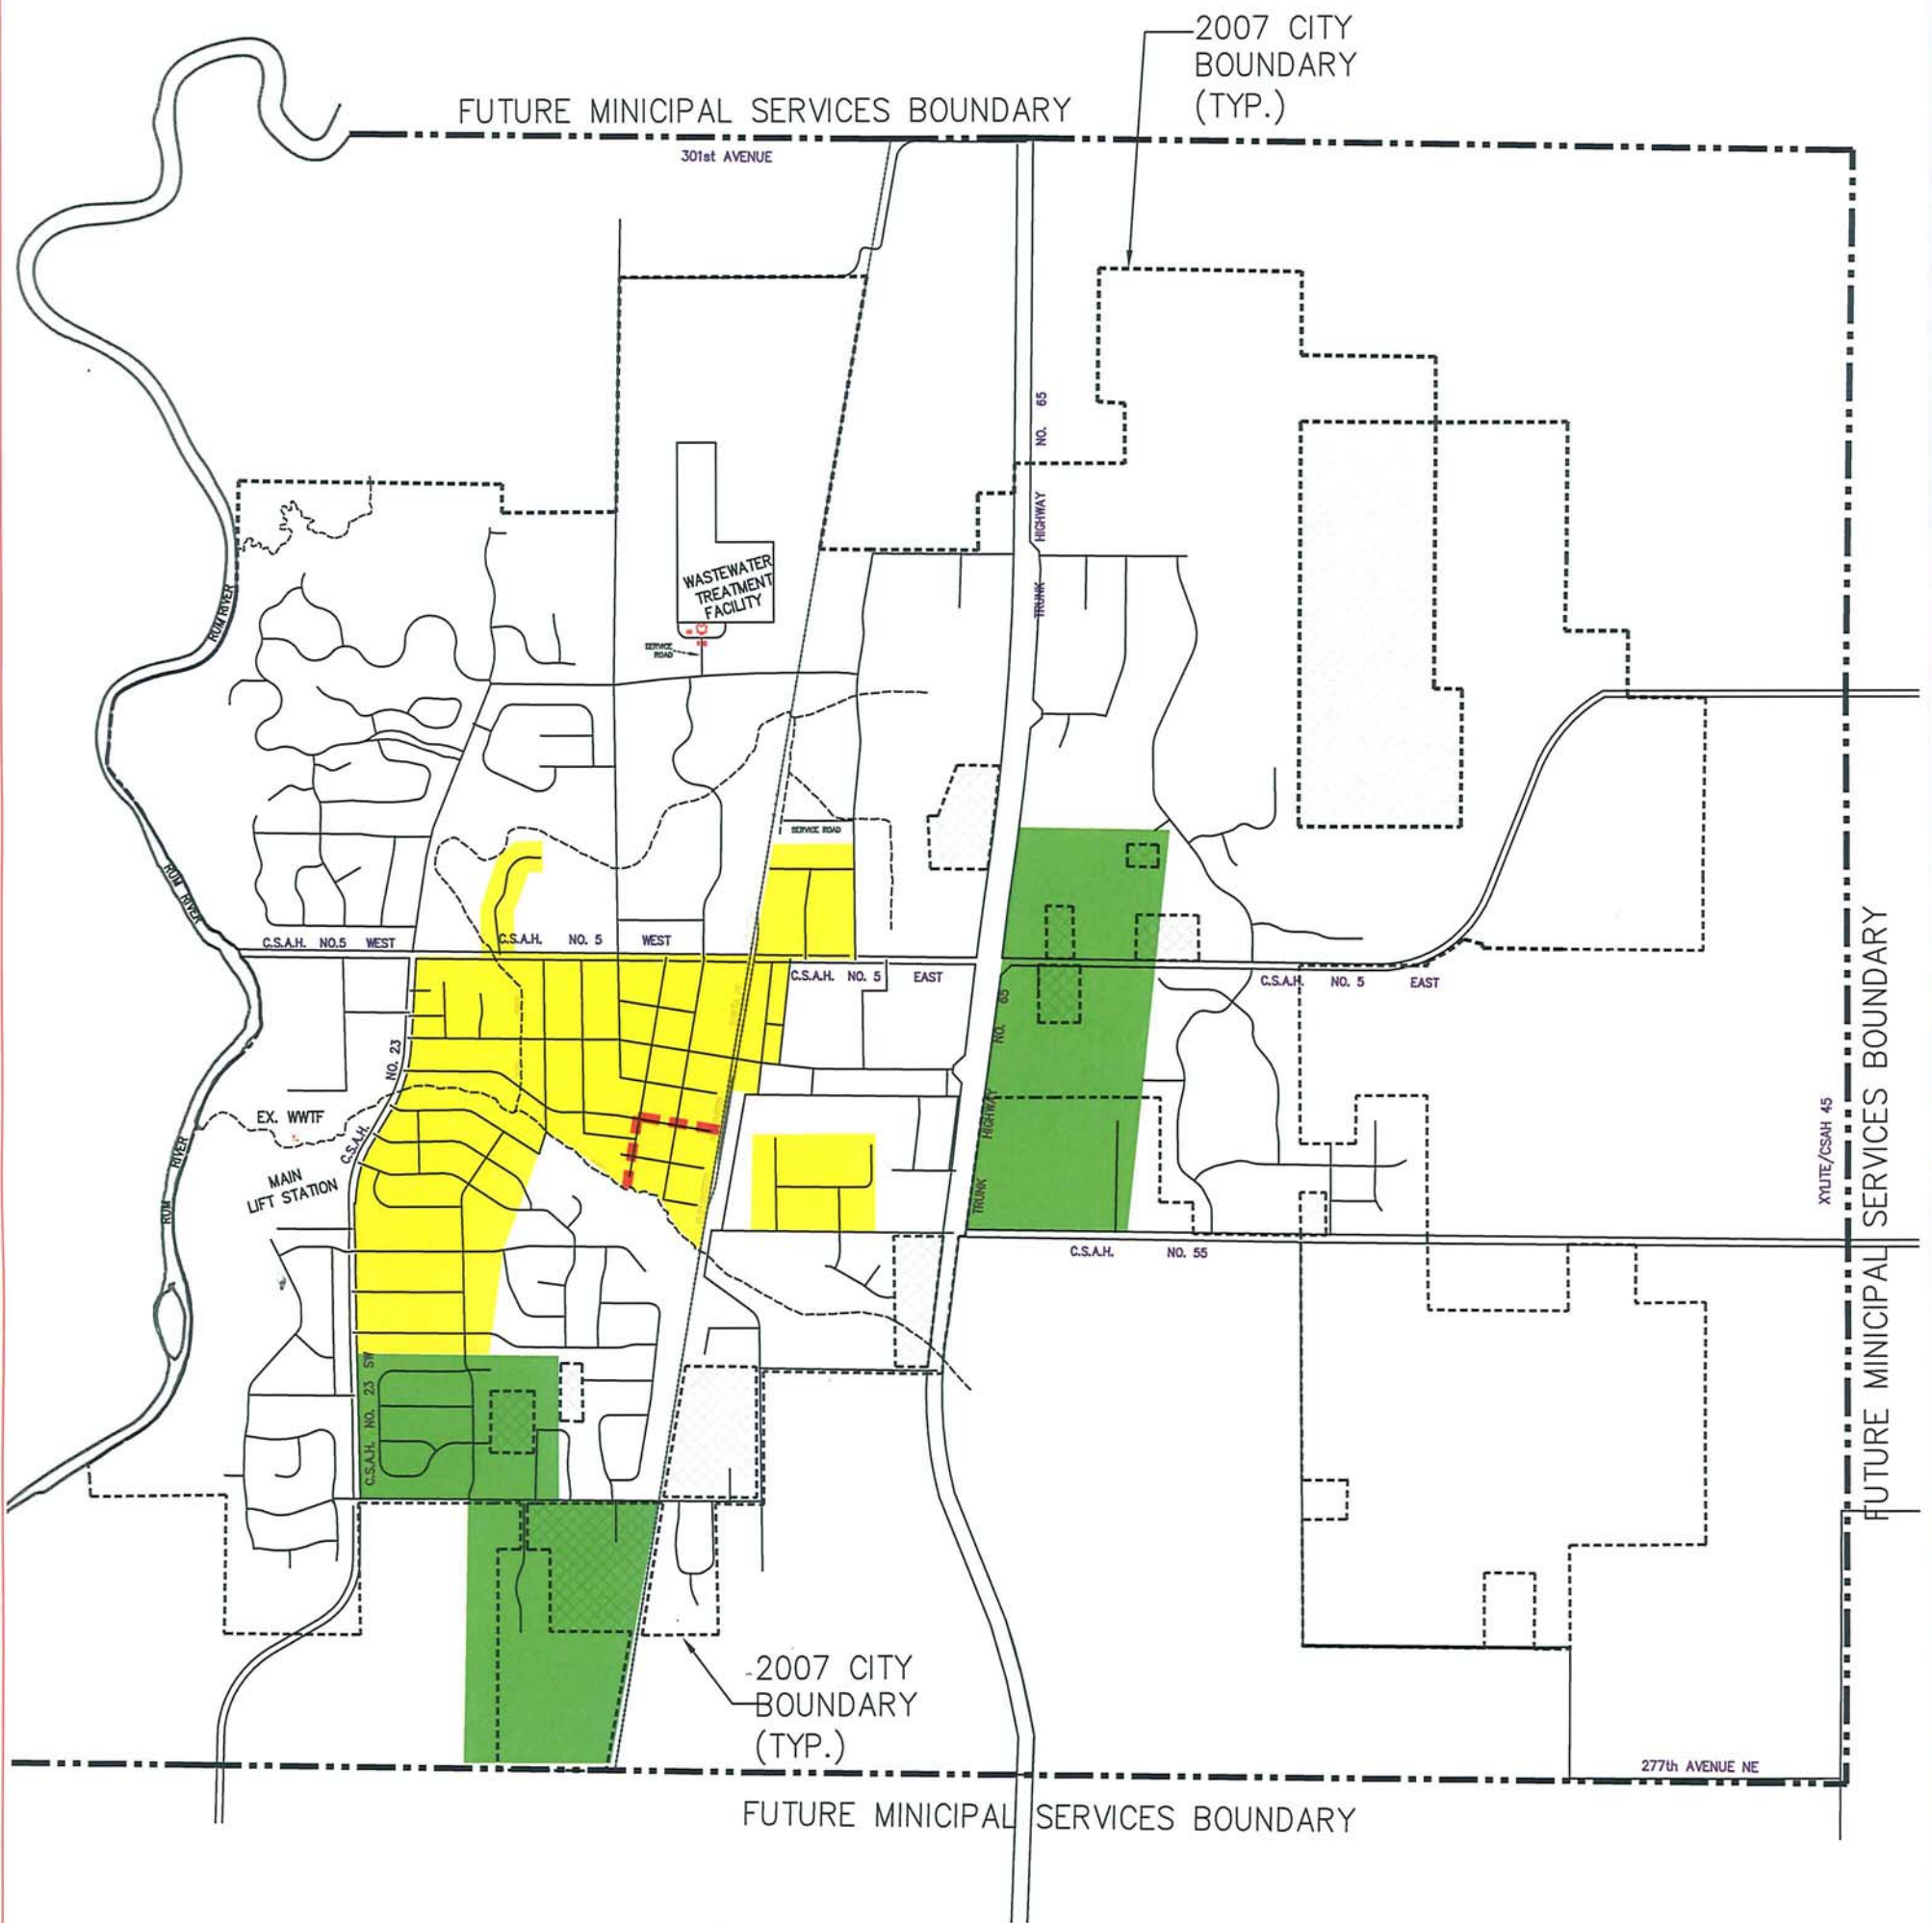 2007 CITY
BOUNDARY
(TYP.)
FUTURE MINICIPAL SERVICES BOUNDARY
301st AVENUE
TRUNK HIGHWAY NO. 65
WASTEWATER
TREATMENT
FACILITY
SERVICE
ROAD
RUM RIVER
SERVICE ROAD
RUM RIVER
C.S.A.H. NO.5 WEST
C.S.A.H. NO. 5 WEST
C.S.A.H. NO. 5 EAST
C.S.A.H. NO. 5 EAST
C.S.A.H. NO. 23
TRUNK HIGHWAY NO. 65
EX. WWTF
MAIN
LIFT STATION
RUM RIVER
XYLITE/CSAH 45
FUTURE MINICIPAL SERVICES BOUNDARY
C.S.A.H. NO. 55
C.S.A.H. NO. 23 SW
2007 CITY
BOUNDARY
(TYP.)
277th AVENUE NE
FUTURE MINICIPAL SERVICES BOUNDARY